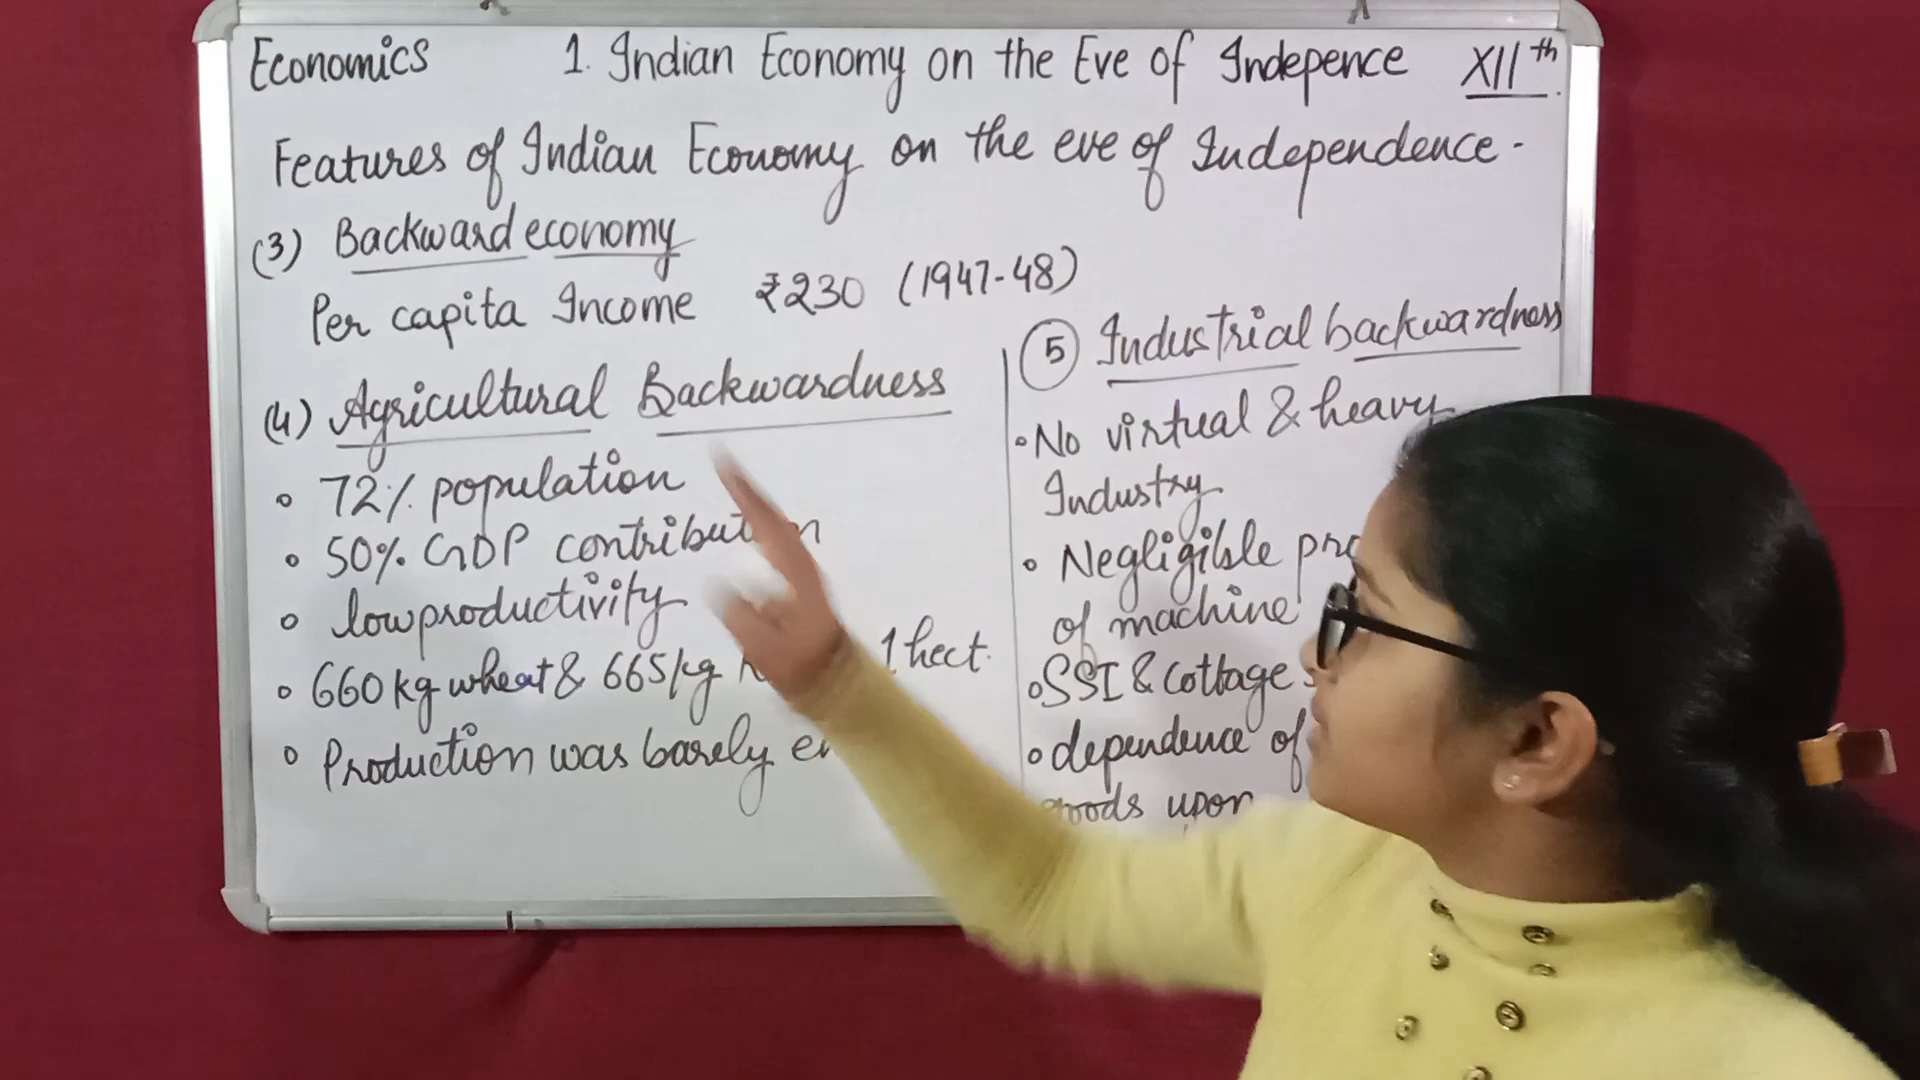 Economics 1. Indian Economy on the Eve of Indepence XIIth
Features of Indian Economy on the eve of Independence -
(3) Backward economy
Per capita Income ₹230 (1947-48)
(4) Agricultural Backwardness
• 72% population
• 50% GDP
• low productivity
• 660 kg wheat & 665 kg 1 hect.
• Production was barely
(5) Industrial backwardness
• No virtual & heavy
Industry
• Negligible
of machine
• SSI & cottage
• dependence of
goods upon